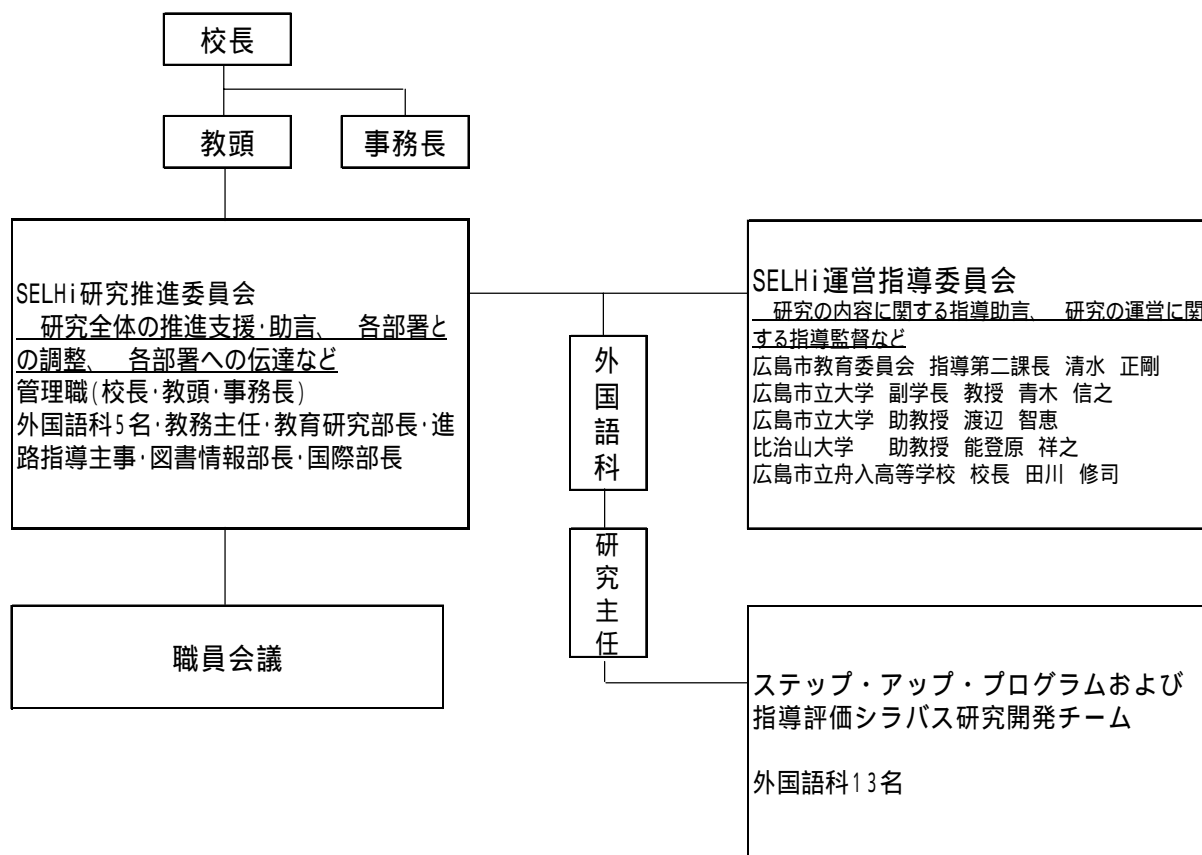 校長
教頭
事務長
SELHi研究推進委員会
研究全体の推進支援･助言、　各部署と
の調整、　各部署への伝達など
管理職(校長･教頭･事務長)
外国語科5名･教務主任･教育研究部長･進
路指導主事･図書情報部長･国際部長
SELHi運営指導委員会
研究の内容に関する指導助言、　研究の運営に関
する指導監督など
広島市教育委員会 指導第二課長 清水 正剛
広島市立大学 副学長 教授 青木 信之
広島市立大学 助教授 渡辺 智恵
比治山大学　助教授 能登原 祥之
広島市立舟入高等学校 校長 田川 修司
外国語科
研究主任
職員会議
ステップ・アップ・プログラムおよび
指導評価シラバス研究開発チーム
外国語科13名